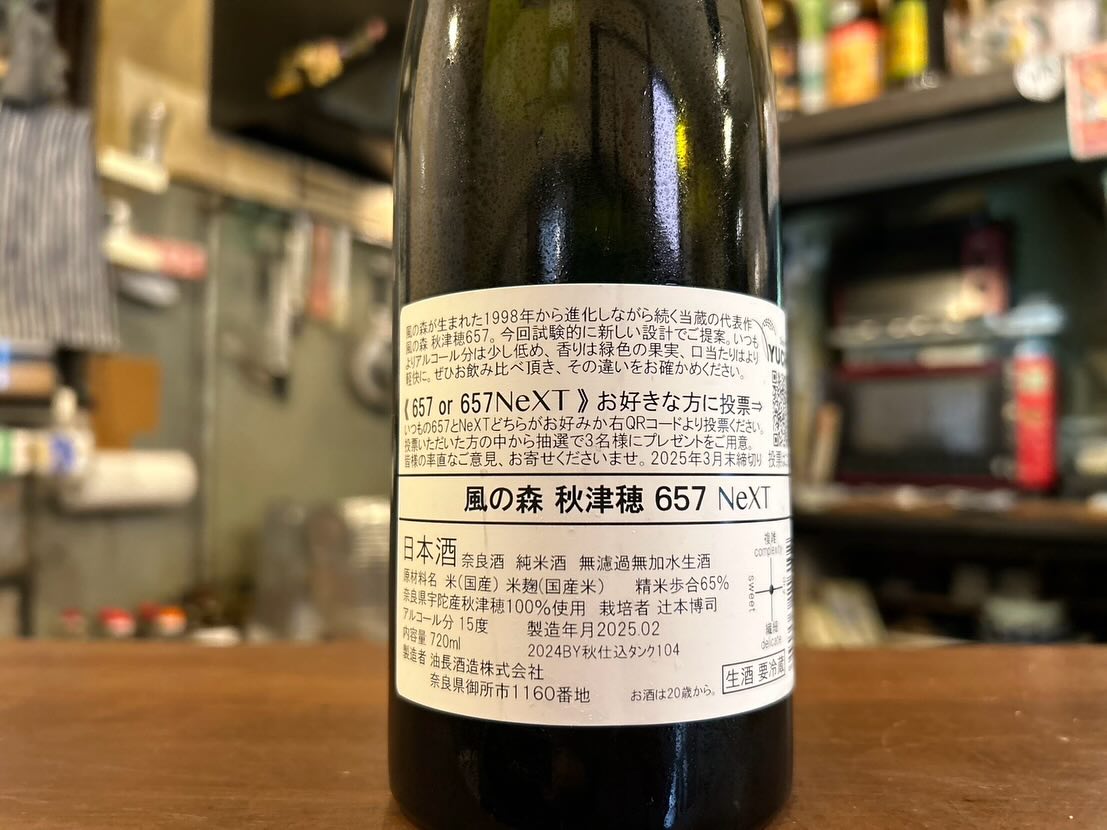 風の森が生まれた1998年から進化しながら続く当蔵の代表作
風の森 秋津穂657。今回試験的に新しい設計でご提案。いつも
よりアルコール分は少し低め、香りは緑色の果実、口当たりはより
軽快に。ぜひお飲み比べ頂き、その違いをお確かめください。
《 657 or 657NeXT 》お好きな方に投票⇒
いつもの657とNeXTどちらがお好みか右QRコードより投票ください。
投票いただいた方の中から抽選で3名様にプレゼントをご用意。
皆様の率直なご意見、お寄せくださいませ。2025年3月末締切り
風の森 秋津穂 657 NeXT
日本酒 奈良酒 純米酒 無濾過無加水生酒
原材料名 米(国産) 米麹(国産米) 精米歩合65%
奈良県宇陀産秋津穂100%使用 栽培者 辻本博司
アルコール分 15度 製造年月2025.02
内容量 720ml 2024BY秋仕込タンク104
製造者 油長酒造株式会社
奈良県御所市1160番地 お酒は20歳から。
複雑
complexity
sweet
繊細
delicate
生酒 要冷蔵